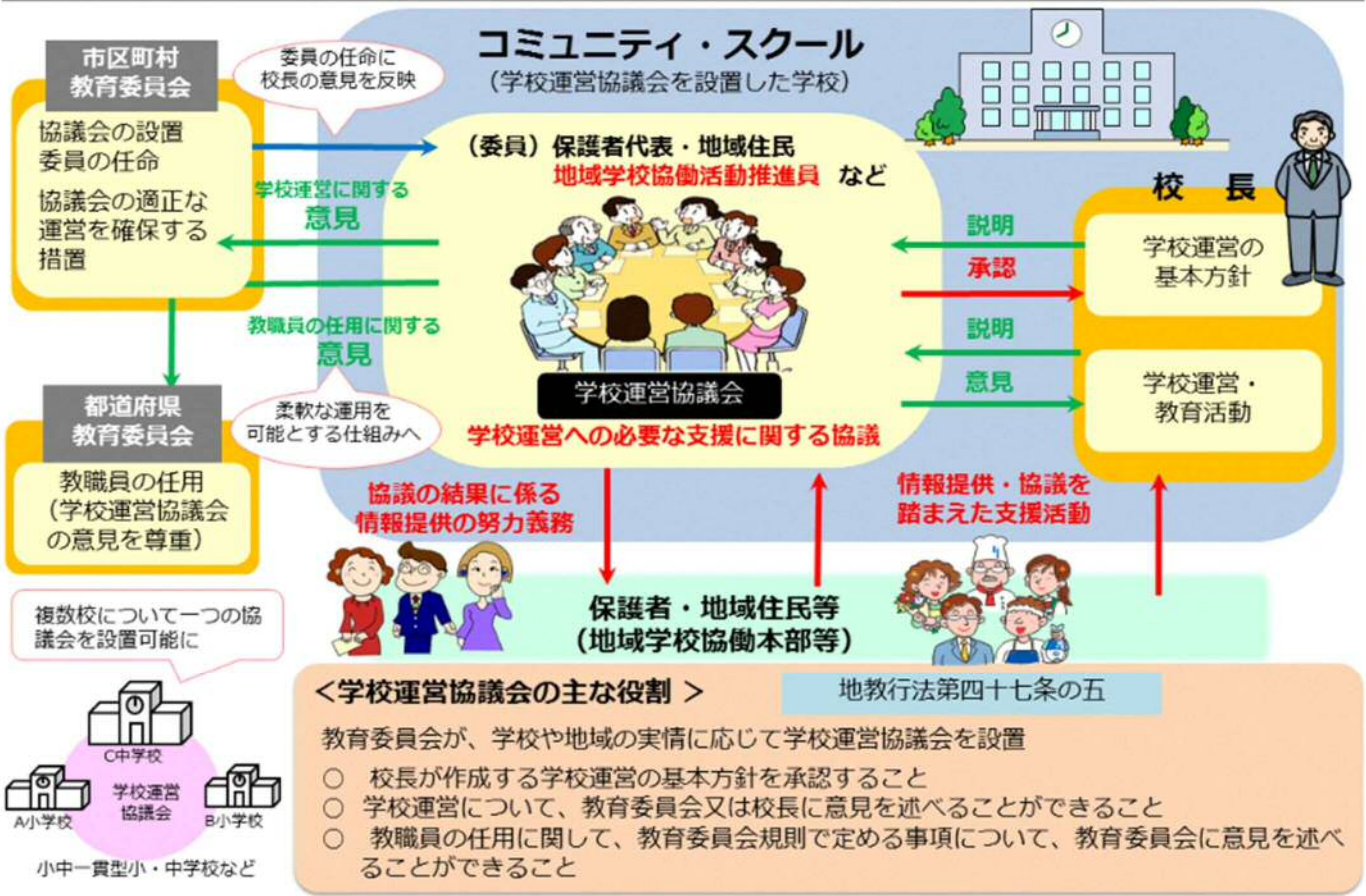 コミュニティ・スクール
(学校運営協議会を設置した学校)
市区町村
教育委員会
協議会の設置
委員の任命
協議会の適正な
運営を確保する
措置
委員の任命に
校長の意見を反映
学校運営に関する
意見
教職員の任用に関する
意見
柔軟な運用を
可能とする仕組みへ
都道府県
教育委員会
教職員の任用
(学校運営協議会
の意見を尊重)
(委員)保護者代表・地域住民
地域学校協働活動推進員 など
学校運営協議会
学校運営への必要な支援に関する協議
校 長
説明
承認
学校運営の
基本方針
説明
意見
学校運営・
教育活動
協議の結果に係る
情報提供の努力義務
情報提供・協議を
踏まえた支援活動
保護者・地域住民等
(地域学校協働本部等)
複数校について一つの協
議会を設置可能に
C中学校
学校運営
協議会
A小学校
B小学校
小中一貫型小・中学校など
<学校運営協議会の主な役割 >
地教行法第四十七条の五
教育委員会が、学校や地域の実情に応じて学校運営協議会を設置
○ 校長が作成する学校運営の基本方針を承認すること
○ 学校運営について、教育委員会又は校長に意見を述べることができること
○ 教職員の任用に関して、教育委員会規則で定める事項について、教育委員会に意見を述べ
ることができること